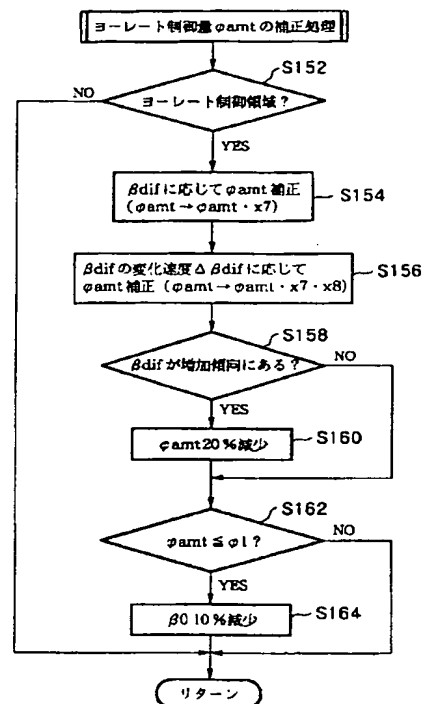 ヨーレート制御量φamtの補正処理
S152
NO
ヨーレート制御領域?
YES
βdifに応じてφamt補正
(φamt→φamt・x7)
S154
βdifの変化速度Δβdifに応じて
φamt補正(φamt→φamt・x7・x8)
S156
S158
NO
βdifが増加傾向にある?
YES
φamt20%減少
S160
S162
NO
φamt≦φ1?
YES
β0 10%減少
S164
リターン